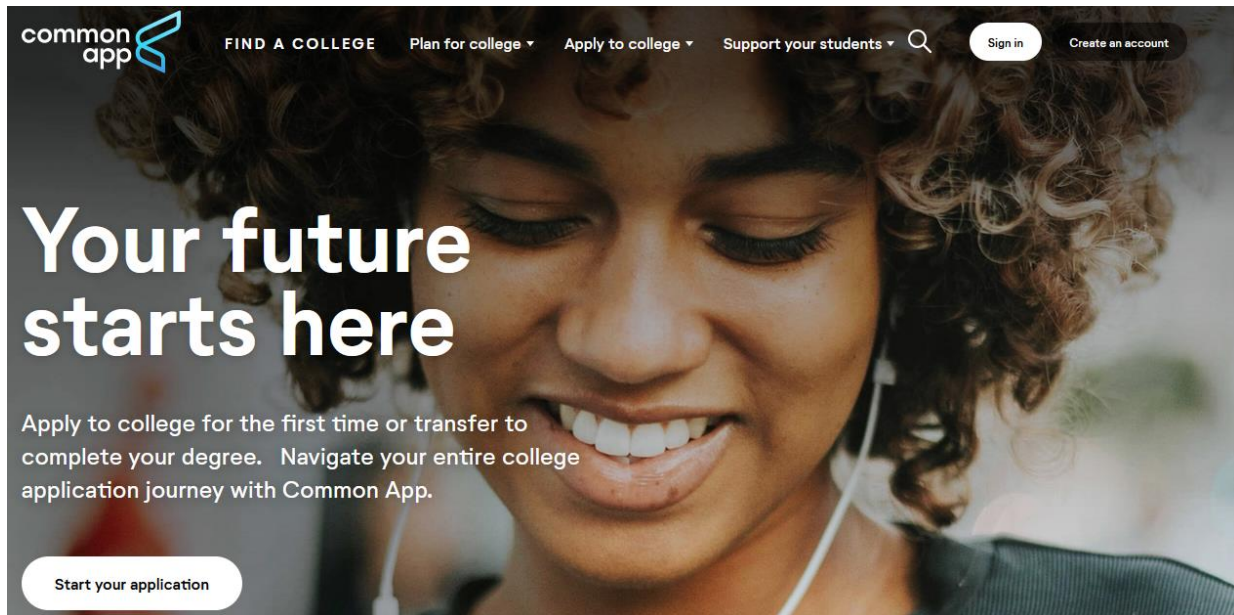 common
app
FIND A COLLEGE Plan for college Apply to college Support your students Sign in Create an account
Your future
starts here
Apply to college for the first time or transfer to
complete your degree. Navigate your entire college
application journey with Common App.
Start your application